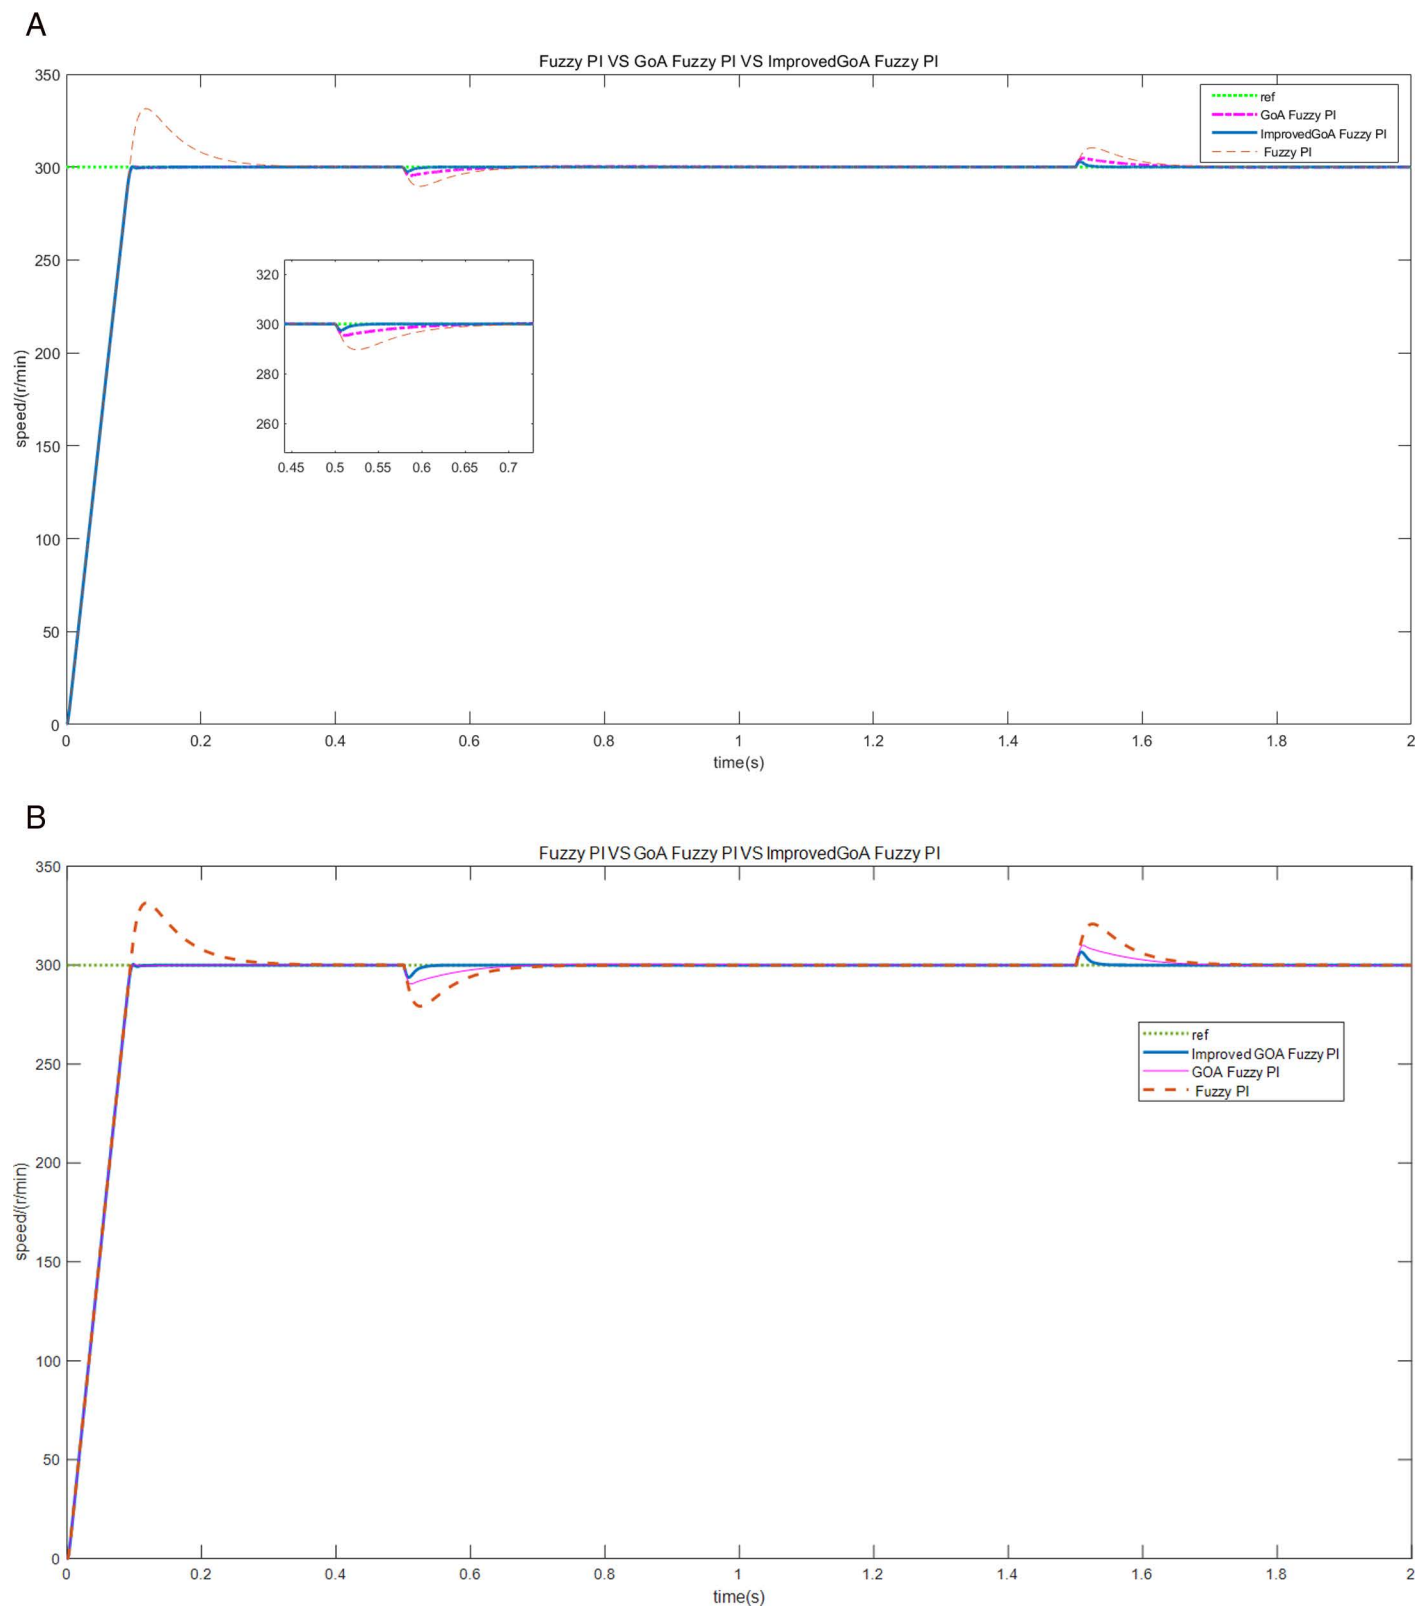 A
Fuzzy PI VS GoA Fuzzy PI VS ImprovedGoA Fuzzy PI
350
300
250
200
150
100
50
0
speed/(r/min)
ref
GoA Fuzzy PI
ImprovedGoA Fuzzy PI
Fuzzy PI
320
300
280
260
0.45 0.5 0.55 0.6 0.65 0.7
0 0.2 0.4 0.6 0.8 1 1.2 1.4 1.6 1.8 2
time(s)
B
Fuzzy PI VS GoA Fuzzy PI VS ImprovedGoA Fuzzy PI
350
300
250
200
150
100
50
0
speed/(r/min)
ref
Improved GOA Fuzzy PI
GOA Fuzzy PI
Fuzzy PI
0 0.2 0.4 0.6 0.8 1 1.2 1.4 1.6 1.8 2
time(s)